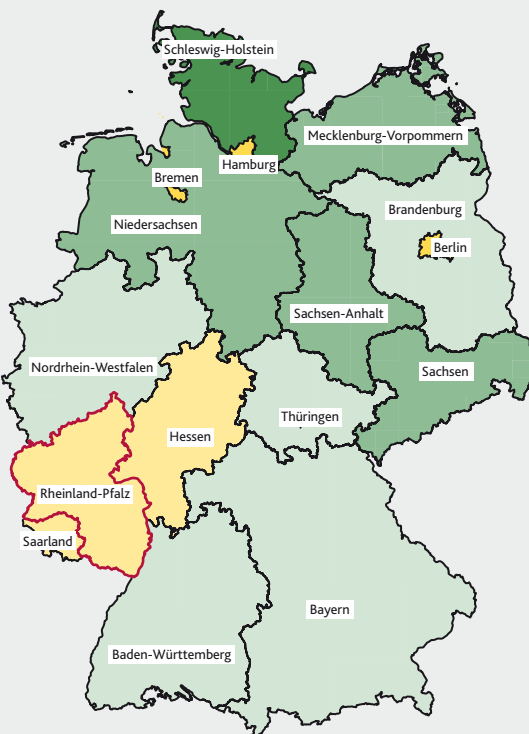 Schleswig-Holstein
Mecklenburg-Vorpommern
Hamburg
Bremen
Brandenburg
Niedersachsen
Berlin
Sachsen-Anhalt
Nordrhein-Westfalen
Sachsen
Thüringen
Hessen
Rheinland-Pfalz
Saarland
Bayern
Baden-Württemberg